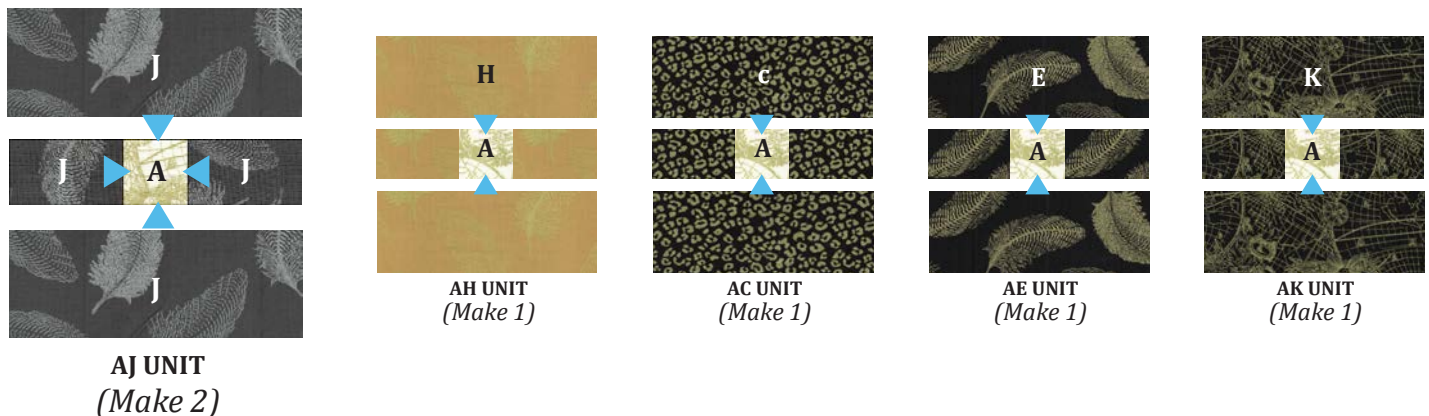 J
J A J
J
AJ UNIT
(Make 2)
H
A
AH UNIT
(Make 1)
c
A
AC UNIT
(Make 1)
E
A
AE UNIT
(Make 1)
K
A
AK UNIT
(Make 1)